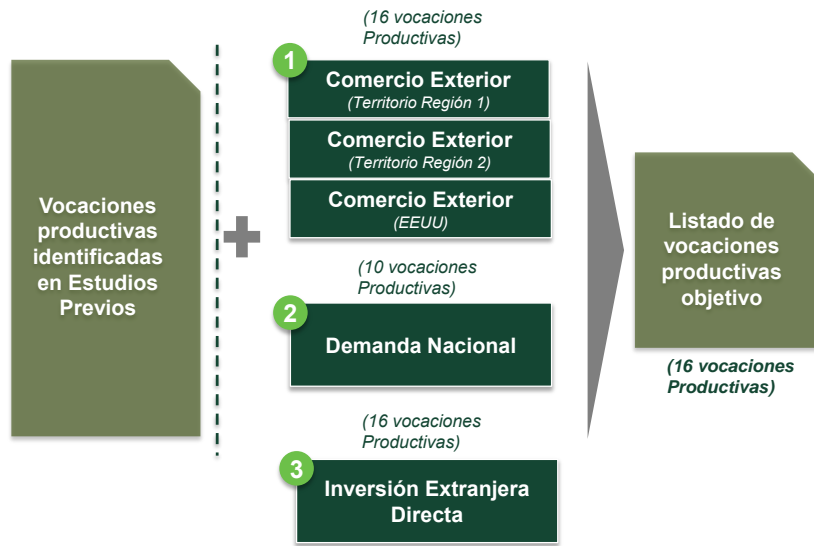 Vocaciones
productivas
identificadas
en Estudios
Previos
(16 vocaciones
Productivas)
1
Comercio Exterior
(Territorio Región 1)
Comercio Exterior
(Territorio Región 2)
Comercio Exterior
(EEUU)
(10 vocaciones
Productivas)
2
Demanda Nacional
(16 vocaciones
Productivas)
3
Inversión Extranjera
Directa
Listado de
vocaciones
productivas
objetivo
(16 vocaciones
Productivas)